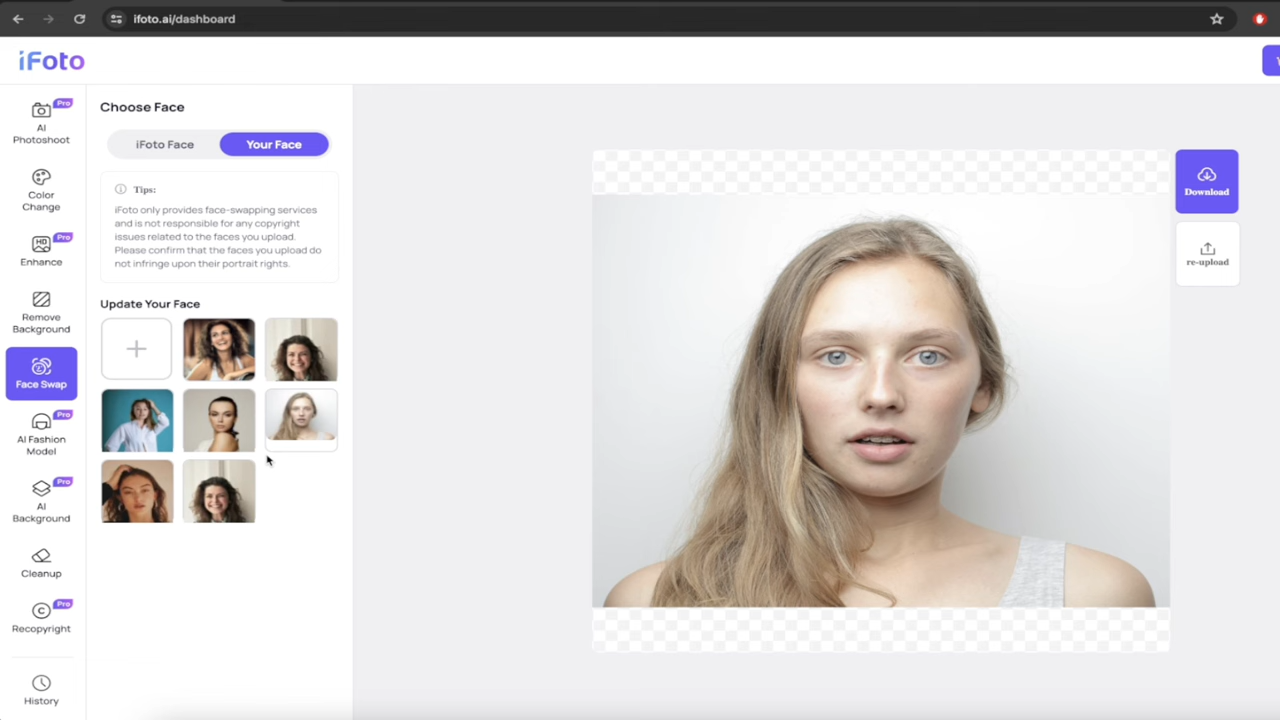 ifoto.ai/dashboard
iFoto
Pro
AI
Photoshoot
Color
Change
Pro
Enhance
Remove
Background
Face Swap
Pro
AI Fashion
Model
Pro
AI
Background
Cleanup
Pro
Recopyright
History
Choose Face
iFoto Face
Your Face
Tips:
iFoto only provides face-swapping services
and is not responsible for any copyright
issues related to the faces you upload.
Please confirm that the faces you upload do
not infringe upon their portrait rights.
Update Your Face
Download
re-upload